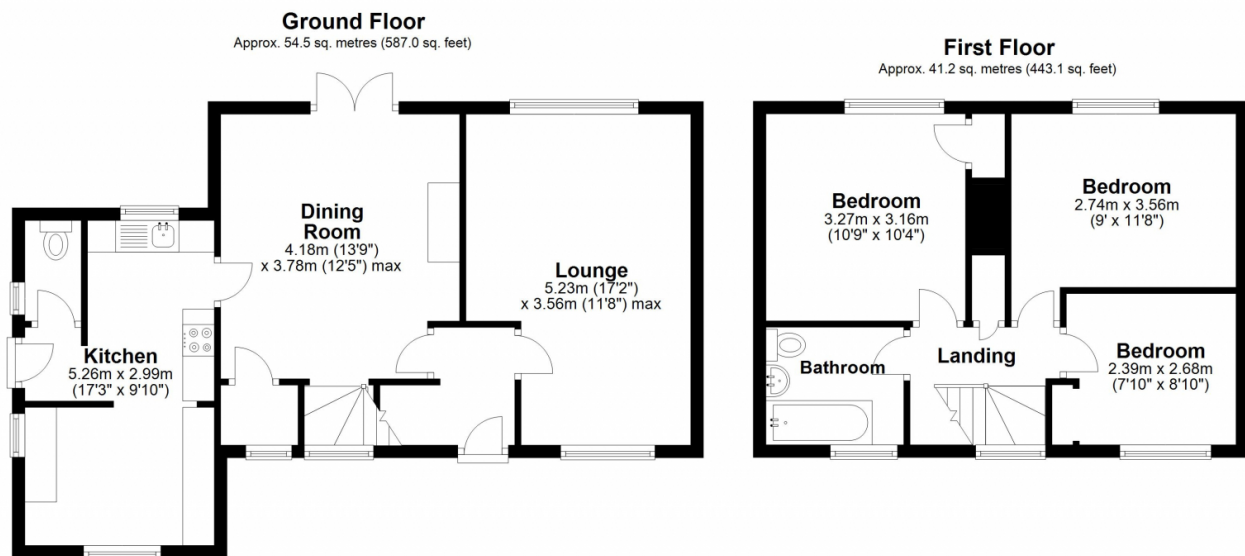 Ground Floor
Approx. 54.5 sq. metres (587.0 sq. feet)
Dining
Room
4.18m (13'9")
x 3.78m (12'5") max
Lounge
5.23m (17'2")
x 3.56m (11'8") max
Kitchen
5.26m x 2.99m
(17'3" x 9'10")
First Floor
Approx. 41.2 sq. metres (443.1 sq. feet)
Bedroom
3.27m x 3.16m
(10'9" x 10'4")
Bedroom
2.74m x 3.56m
(9' x 11'8")
Bathroom
Landing
Bedroom
2.39m x 2.68m
(7'10" x 8'10")